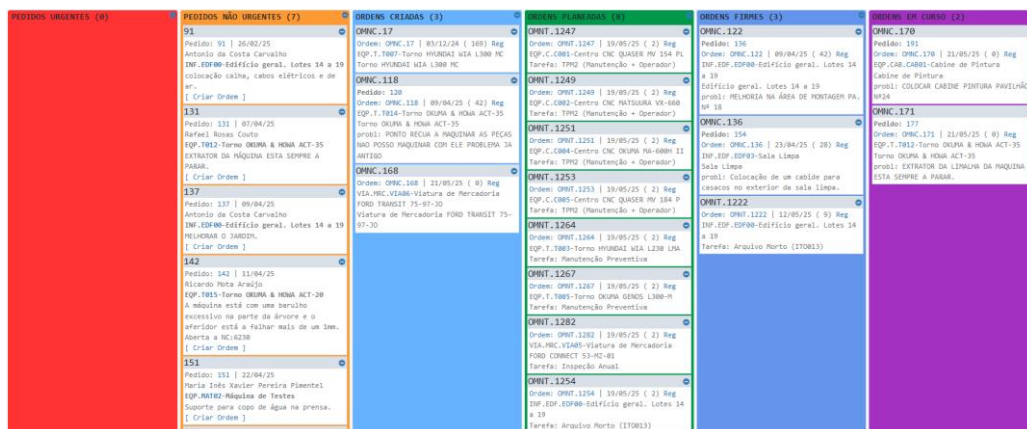 PEDIDOS URGENTES (0)
PEDIDOS NÃO URGENTES (7)
91
Pedido: 91 | 26/02/25
Antonio da Costa Carvalho
INF.EDF00-Edifício geral. Lotes 14 a 19
colocação calha, cabos elétricos e de
ar.
[ Criar Ordem ]
131
Pedido: 131 | 07/04/25
Rafael Rosas Couto
EQP.T012-Torno OKUMA & HOWA ACT-35
EXTRATOR DA MÁQUINA ESTA SEMPRE A
PARAR.
[ Criar Ordem ]
137
Pedido: 137 | 09/04/25
Antonio da Costa Carvalho
INF.EDF00-Edifício geral. Lotes 14 a 19
MELHORAR O JARDIM.
[ Criar Ordem ]
142
Pedido: 142 | 11/04/25
Ricardo Mota Araújo
EQP.T015-Torno OKUMA & HOWA ACT-20
A máquina está com uma barulho
excessivo na parte da árvore e o
aferidor está a falhar mais de um 1mm.
Aberta a NC:6230
[ Criar Ordem ]
151
Pedido: 151 | 22/04/25
Maria Inês Xavier Pereira Pimentel
EQP.MAT02-Máquina de Testes
Suporte para copo de água na prensa.
[ Criar Ordem ]
ORDENS CRIADAS (3)
OMNC.17
Ordem: OMNC.17 | 03/12/24 ( 169) Reg
EQP.T.T007-Torno HYUNDAI WIA L300 MC
Torno HYUNDAI WIA L300 MC
OMNC.118
Pedido: 120
Ordem: OMNC.118 | 09/04/25 ( 42) Reg
EQP.T.T014-Torno OKUMA & HOWA ACT-35
Torno OKUMA & HOWA ACT-35
probl: PONTO RECUA A MAQUINAR AS PEÇAS
NAO POSSO MAQUINAR COM ELE PROBLEMA JA
ANTIGO
OMNC.168
Ordem: OMNC.168 | 21/05/25 ( 0) Reg
VIA.MRC.VIA06-Viatura de Mercadoria
FORD TRANSIT 75-97-JO
Viatura de Mercadoria FORD TRANSIT 75-
97-JO
ORDENS PLANEADAS (8)
OMNT.1247
Ordem: OMNT.1247 | 19/05/25 ( 2) Reg
EQP.C.C001-Centro CNC QUASER MV 154 PL
Tarefa: TPM2 (Manutenção + Operador)
OMNT.1249
Ordem: OMNT.1249 | 19/05/25 ( 2) Reg
EQP.C.C002-Centro CNC MATSUURA VX-660
Tarefa: TPM2 (Manutenção + Operador)
OMNT.1251
Ordem: OMNT.1251 | 19/05/25 ( 2) Reg
EQP.C.C004-Centro CNC OKUMA MA-600H II
Tarefa: TPM2 (Manutenção + Operador)
OMNT.1253
Ordem: OMNT.1253 | 19/05/25 ( 2) Reg
EQP.C.C005-Centro CNC QUASER MV 184 P
Tarefa: TPM2 (Manutenção + Operador)
OMNT.1264
Ordem: OMNT.1264 | 19/05/25 ( 2) Reg
EQP.T.T003-Torno HYUNDAI WIA L230 LMA
Tarefa: Manutenção Preventiva
OMNT.1267
Ordem: OMNT.1267 | 19/05/25 ( 2) Reg
EQP.T.T005-Torno OKUMA GENOS L300-M
Tarefa: Manutenção Preventiva
OMNT.1282
Ordem: OMNT.1282 | 19/05/25 ( 2) Reg
VIA.MRC.VIA05-Viatura de Mercadoria
FORD CONNECT 53-MZ-01
Tarefa: Inspeção Anual
OMNT.1254
Ordem: OMNT.1254 | 19/05/25 ( 2) Reg
INF.EDF.EDF00-Edifício geral. Lotes 14
a 19
Tarefa: Arquivo Morto (ITO013)
ORDENS FIRMES (3)
OMNC.122
Pedido: 136
Ordem: OMNC.122 | 09/04/25 ( 42) Reg
INF.EDF.EDF00-Edifício geral. Lotes 14
a 19
Edifício geral. Lotes 14 a 19
probl: MELHORIA NA ÁREA DE MONTAGEM PA.
Nº 18
OMNC.136
Pedido: 154
Ordem: OMNC.136 | 23/04/25 ( 28) Reg
INF.EDF.EDF03-Sala Limpa
Sala Limpa
probl: Colocação de um cabide para
casacos no exterior da sala limpa.
OMNT.1222
Ordem: OMNT.1222 | 12/05/25 ( 9) Reg
INF.EDF.EDF00-Edifício geral. Lotes 14
a 19
Tarefa: Arquivo Morto (ITO013)
ORDENS EM CURSO (2)
OMNC.170
Pedido: 191
Ordem: OMNC.170 | 21/05/25 ( 0) Reg
EQP.CAB.CAB01-Cabine de Pintura
Cabine de Pintura
probl: COLOCAR CABINE PINTURA PAVILHÃO
Nº24
OMNC.171
Pedido: 177
Ordem: OMNC.171 | 21/05/25 ( 0) Reg
EQP.T.T012-Torno OKUMA & HOWA ACT-35
Torno OKUMA & HOWA ACT-35
probl: EXTRATOR DA LIMALHA DA MAQUINA
ESTA SEMPRE A PARAR.